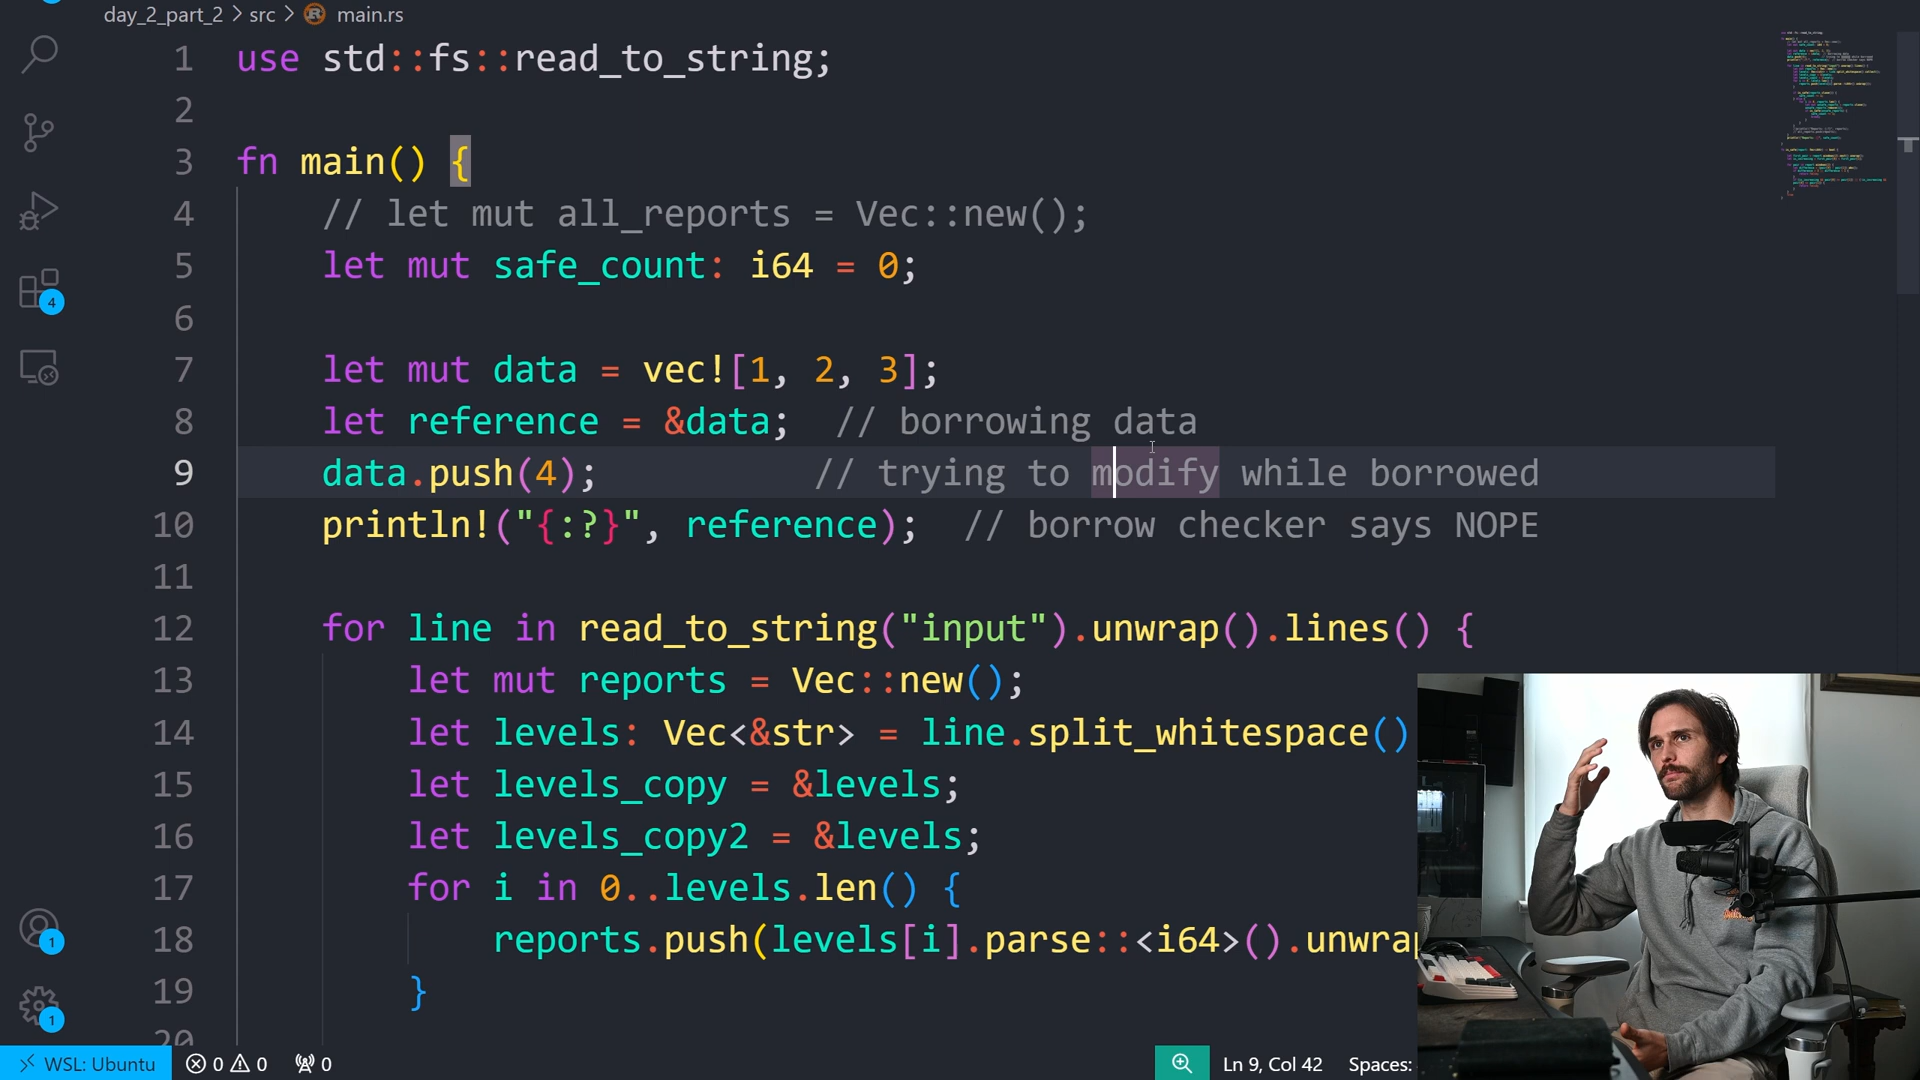 day_2_part_2 > src > main.rs
1 use std::fs::read_to_string;
2
3 fn main() {
4 // let mut all_reports = Vec::new();
5 let mut safe_count: i64 = 0;
6
7 let mut data = vec![1, 2, 3];
8 let reference = &data; // borrowing data
9 data.push(4); // trying to modify while borrowed
10 println!("{:?}", reference); // borrow checker says NOPE
11
12 for line in read_to_string("input").unwrap().lines() {
13 let mut reports = Vec::new();
14 let levels: Vec<&str> = line.split_whitespace()
15 let levels_copy = &levels;
16 let levels_copy2 = &levels;
17 for i in 0..levels.len() {
18 reports.push(levels[i].parse::<i64>().unwrap
19 }
20
4
1
1
WSL: Ubuntu 0 0 0 Ln 9, Col 42 Spaces: